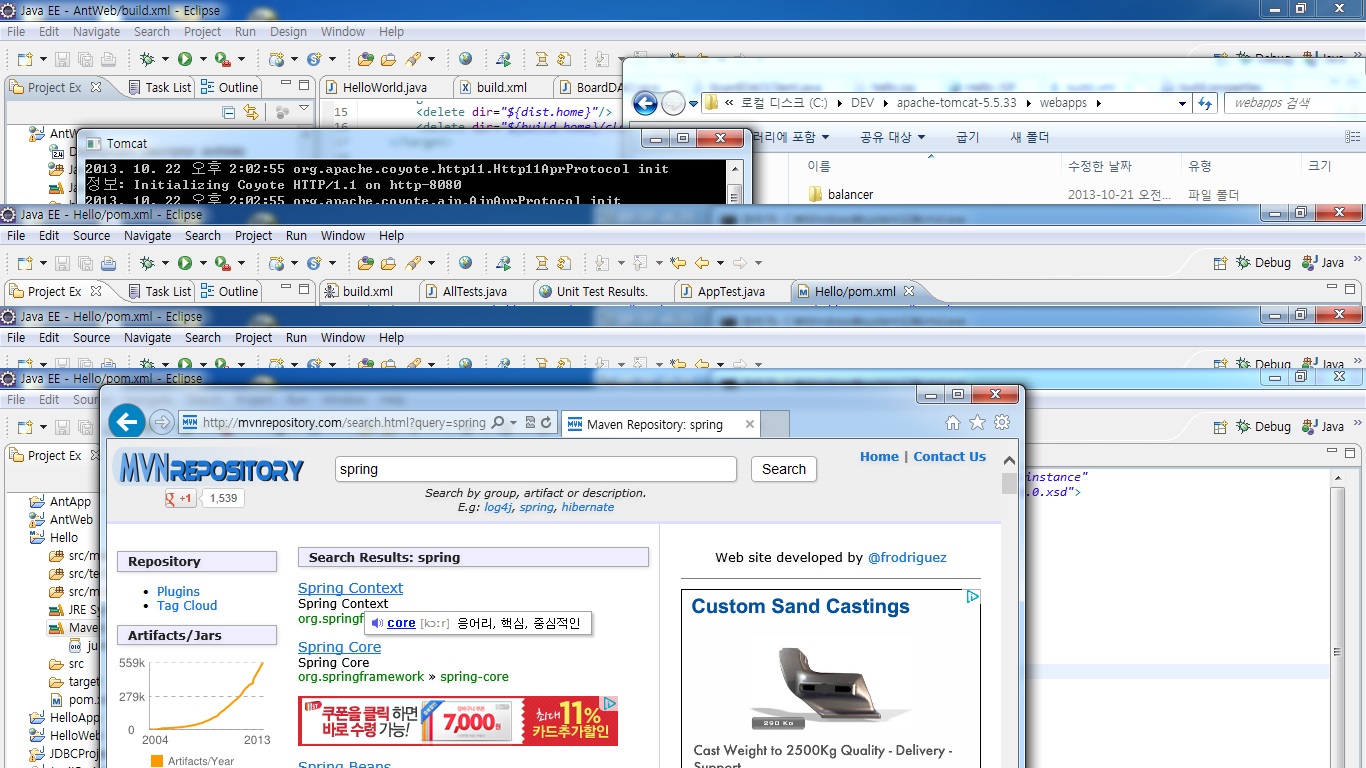 Java EE - AntWeb/build.xml - Eclipse
File Edit Navigate Search Project Run Design Window Help
Debug Java
Project Ex Task List Outline HelloWorld.java build.xml
15 <delete dir="${dist.home}"/>
AntW
로컬 디스크 (C:) DEV apache-tomcat-5.5.33 webapps webapps 검색
공유 대상 굽기 새 폴더
이름 수정한 날짜 유형 크기
balancer 2013-10-21 오전... 파일 폴더
Tomcat
2013. 10. 22 오후 2:02:55 org.apache.coyote.http11.Http11AprProtocol init
정보: Initializing Coyote HTTP/1.1 on http-8080
2013. 10. 22 오후 2:02:55 org.apache.coyote.ajp.AjpAprProtocol init
Java EE - Hello/pom.xml - Eclipse
File Edit Source Navigate Search Project Run Window Help
Debug Java
Project Ex Task List Outline build.xml AllTests.java Unit Test Results. AppTest.java Hello/pom.xml
Java EE - Hello/pom.xml - Eclipse
File Edit Source Navigate Search Project Run Window Help
Debug Java
Java EE - Hello/pom.xml - Eclipse
File Edit
Debug Java
Project Ex
AntApp
AntWeb
Hello
src/m
src/te
src/m
JRE Sy
Mave
ju
src
target
pom.x
HelloApp
HelloWeb
JDBCProj
instance"
.0.xsd">
http://mvnrepository.com/search.html?query=spring
Maven Repository: spring
MVNREPOSITORY
+1 1,539
spring
Search
Home | Contact Us
Search by group, artifact or description.
E.g: log4j, spring, hibernate
Repository
Plugins
Tag Cloud
Artifacts/Jars
559k
279k
0
2004 2013
Artifacts/Year
Search Results: spring
Spring Context
Spring Context
org.springf
core [kɔːr] 응어리, 핵심, 중심적인
Spring Core
Spring Core
org.springframework » spring-core
쿠폰을 클릭 하면
바로 수령 가능!
7,000원
최대 11%
카드추가할인
Spring Beans
Web site developed by @frodriguez
Custom Sand Castings
290 Kg
Cast Weight to 2500Kg Quality - Delivery -
Support